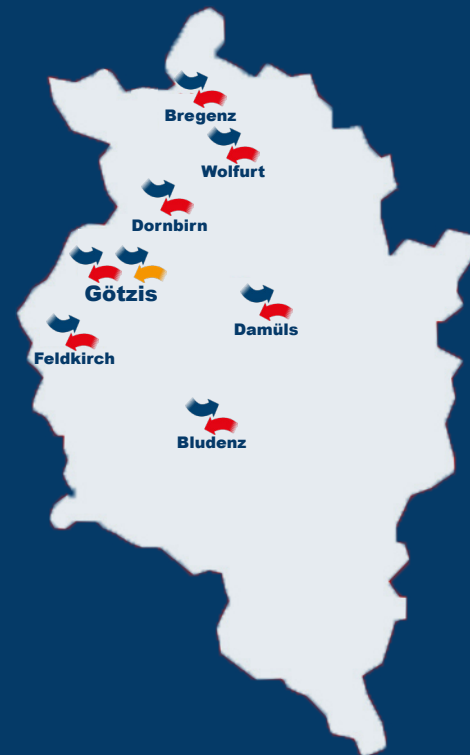 Bregenz
Wolfurt
Dornbirn
Götzis
Damüls
Feldkirch
Bludenz